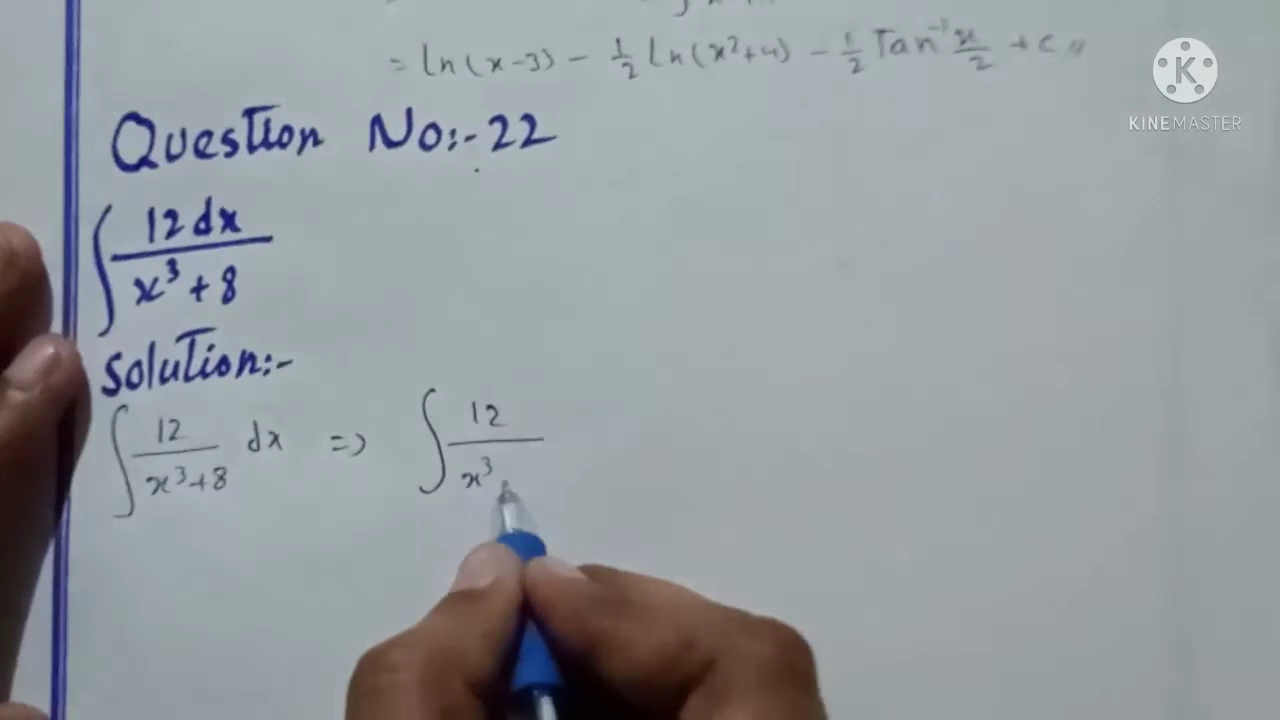 = ln(x-3) - 1/2 ln(x²+4) - 1/2 Tan⁻¹ x/2 + c //
KINEMASTER
Question No:- 22
∫ 12dx / x³+8
Solution:-
∫ 12 / x³+8 dx => ∫ 12 / x³